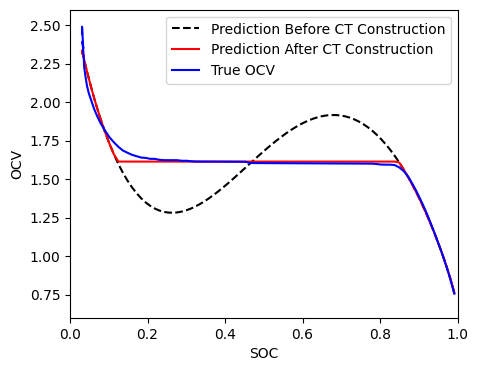 Prediction Before CT Construction
Prediction After CT Construction
True OCV
OCV
2.50
2.25
2.00
1.75
1.50
1.25
1.00
0.75
0.0 0.2 0.4 0.6 0.8 1.0
SOC